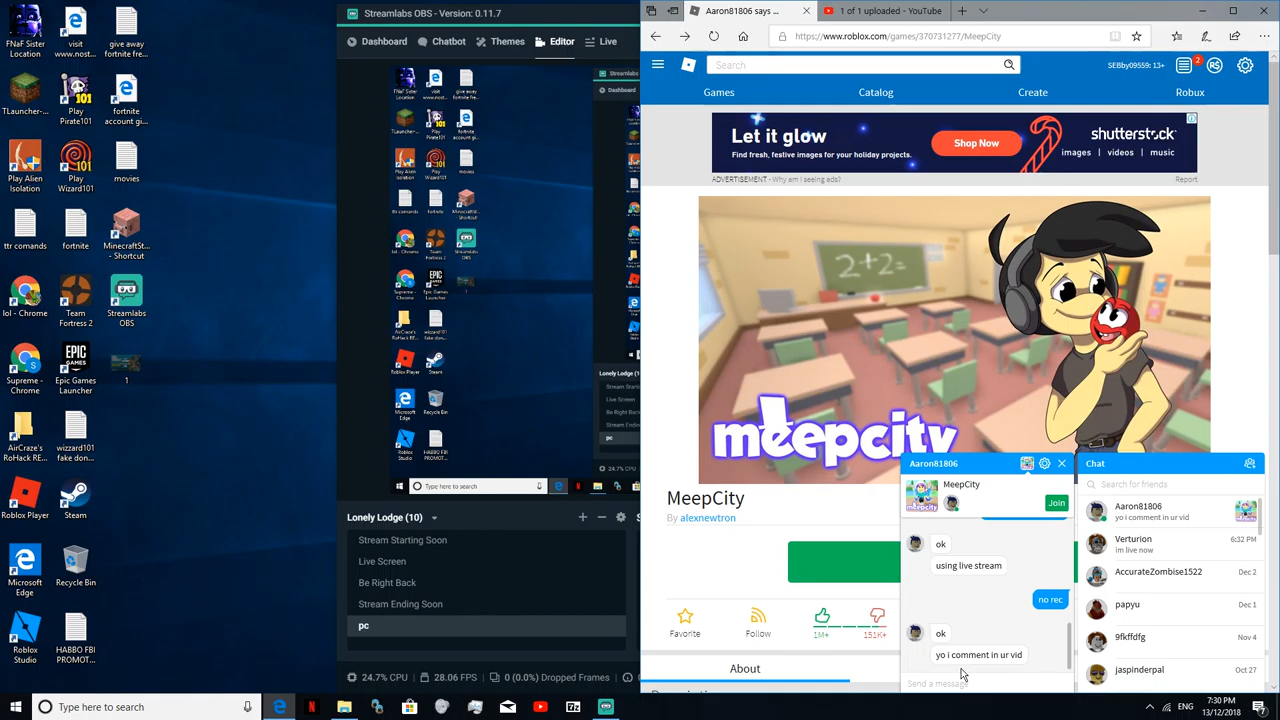 FNaF Sister
Location
visit
www.nost...
give away
fortnite fre...
TLauncher-...
Play
Pirate101
fortnite
account gi...
Play Alien
Isolation
Play
Wizard101
movies
ttr comands
fortnite
MinecraftSt...
- Shortcut
lol - Chrome
Team
Fortress 2
Streamlabs
OBS
Supreme -
Chrome
Epic Games
Launcher
1
AirCraze's
RoHack RE...
wizzard101
fake don...
Roblox Player
Steam
Microsoft
Edge
Recycle Bin
Roblox
Studio
HABBO FBI
PROMOT...
Streamlabs OBS - Version: 0.11.7
Dashboard
Chatbot
Themes
Editor
Live
Lonely Lodge (10)
Stream Starting Soon
Live Screen
Be Right Back
Stream Ending Soon
pc
24.7% CPU
28.06 FPS
0 (0.0%) Dropped Frames
Aaron81806 says ...
1 of 1 uploaded - YouTube
https://www.roblox.com/games/370731277/MeepCity
Search
SEBby09559: 13+
2
Games
Catalog
Create
Robux
Let it glow
Find fresh, festive images for your holiday projects.
Shop Now
shutterstock
images | videos | music
ADVERTISEMENT - Why am I seeing ads?
Report
2+2=
meepcity
MeepCity
By alexnewtron
Favorite
Follow
1M+
151K+
About
Aaron81806
MeepCity
Join
ok
using live stream
no rec
ok
yo i comment in ur vid
Send a message
Chat
Search for friends
Aaron81806
yo i comment in ur vid
Verturion
6:32 PM
im live now
AccurateZombise1522
Dec 2
papyu
Dec 1
9fkffdfg
Nov 4
jaspinderpal
Oct 27
Type here to search
7:30 PM
13/12/2018